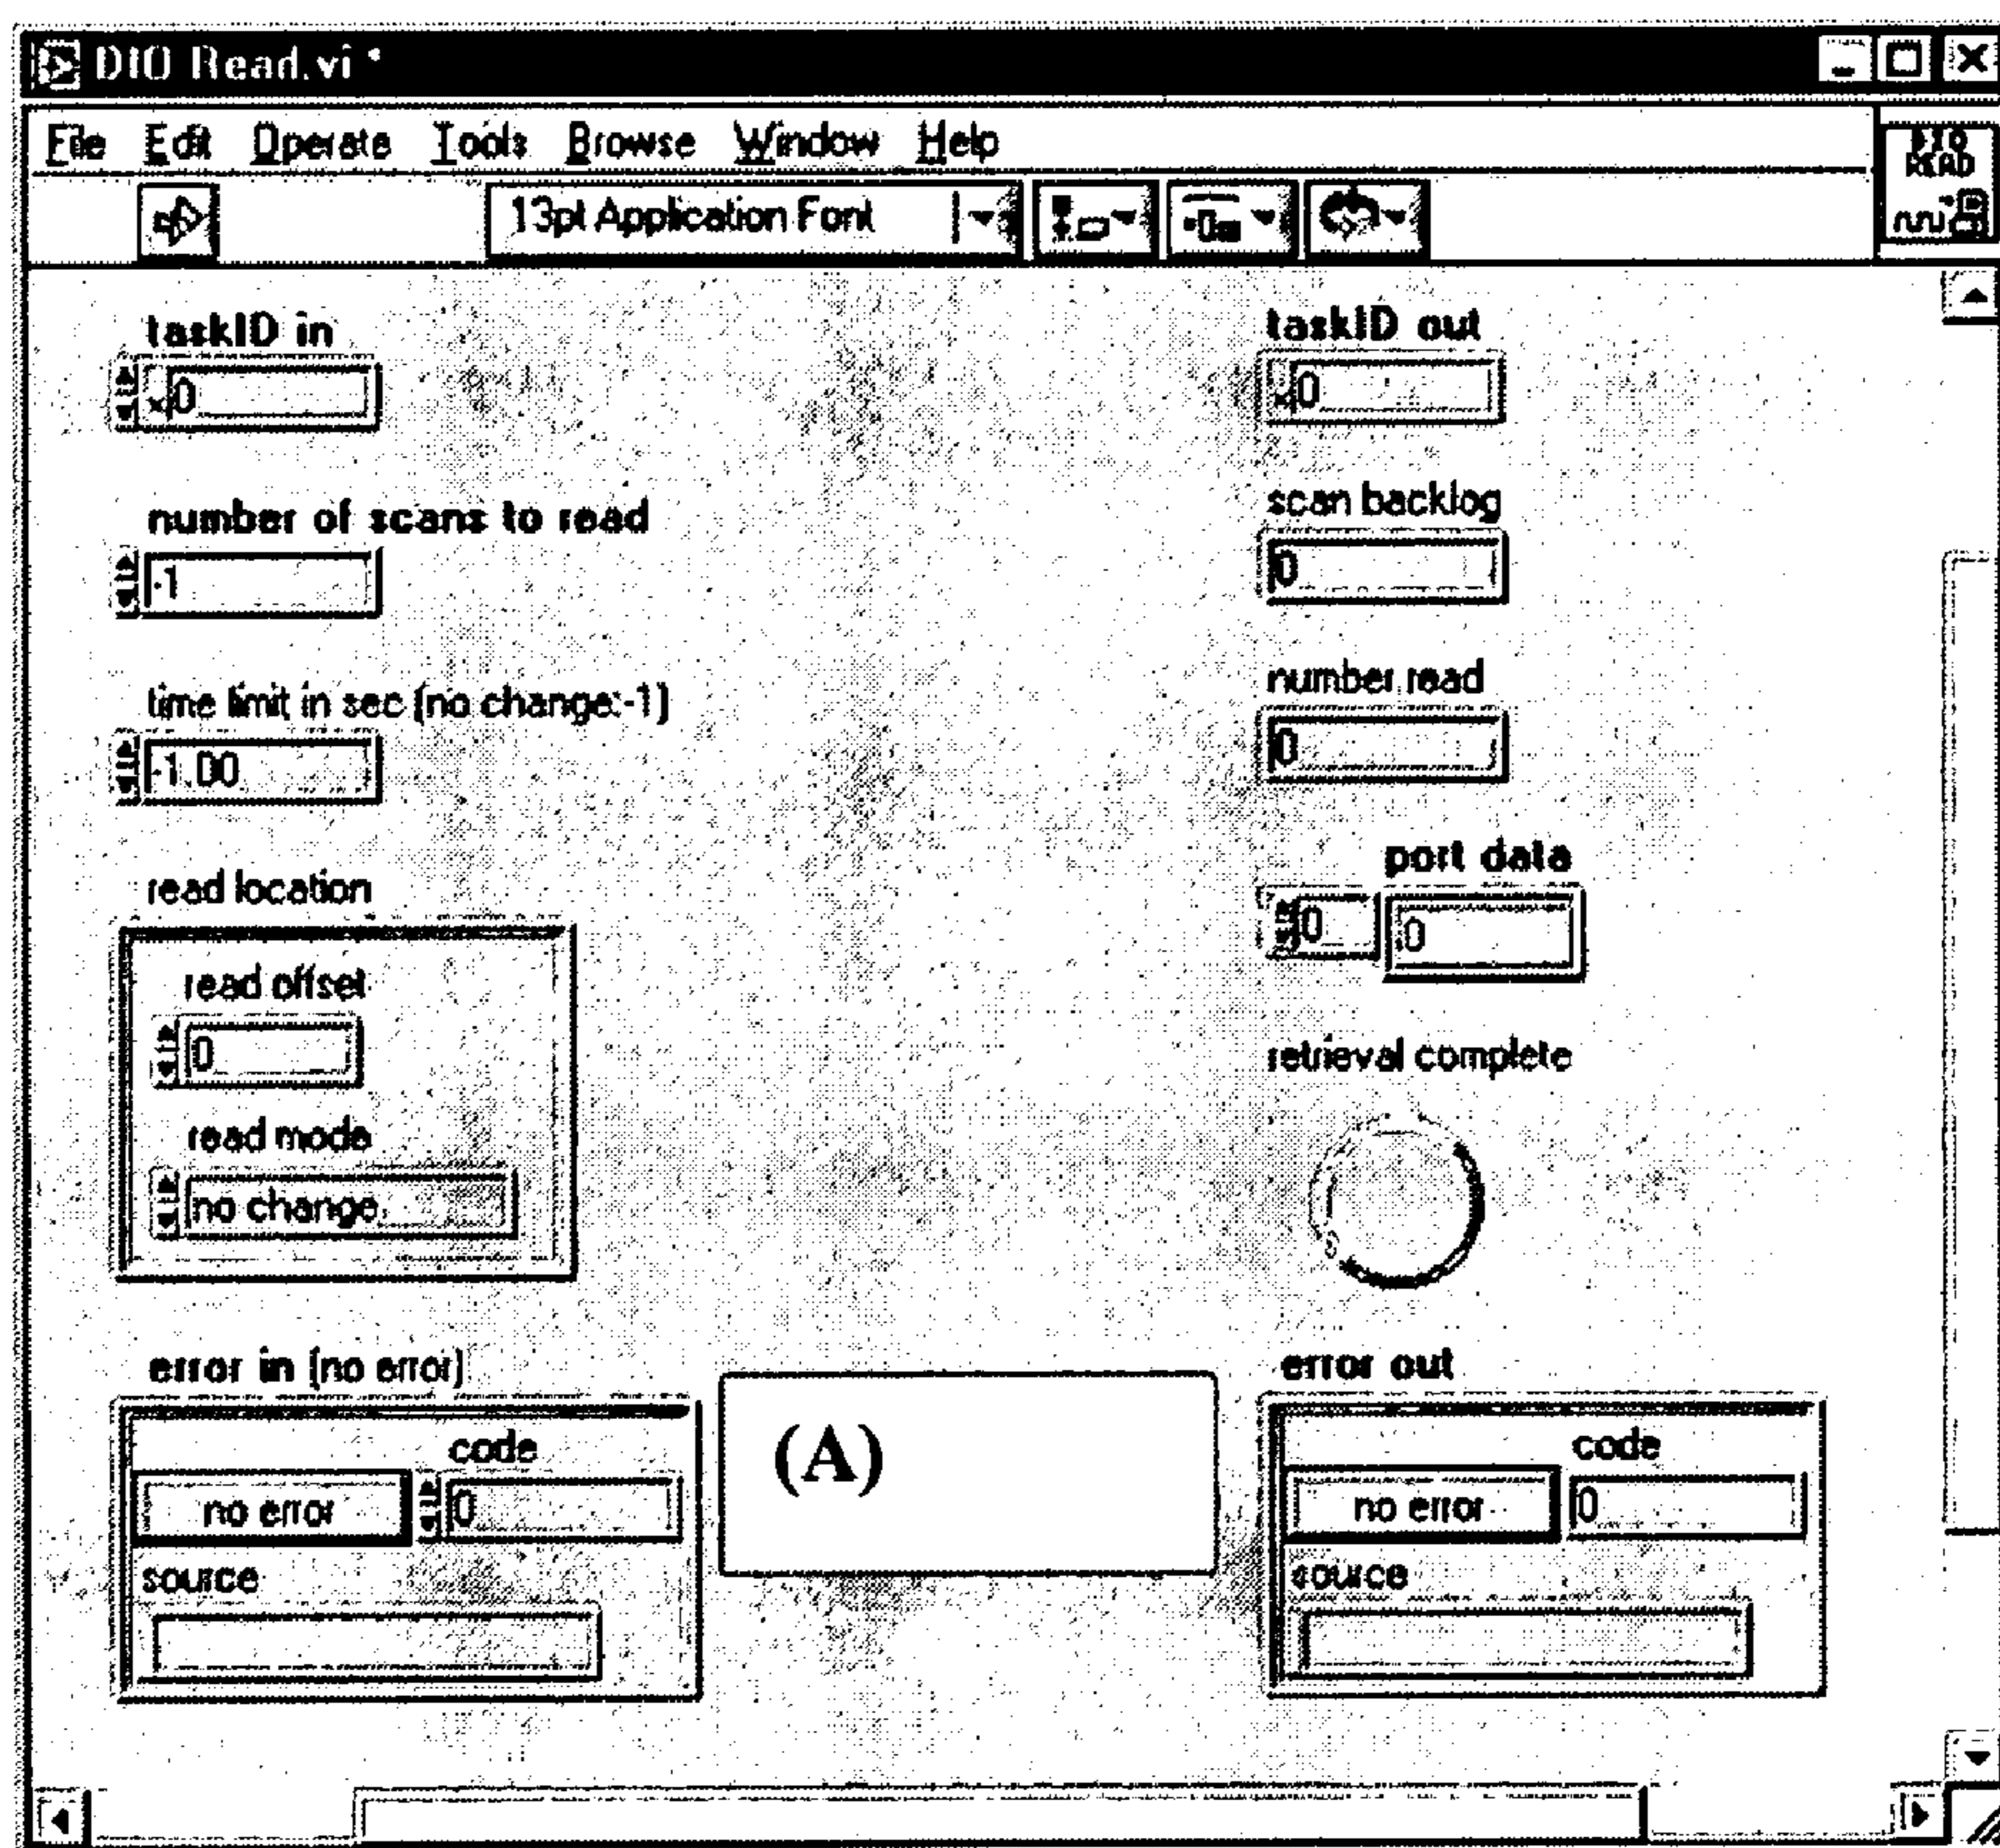 DIO Read.vi *
File Edit Operate Tools Browse Window Help
DIO
READ
13pt Application Font
taskID in
x 0
taskID out
x 0
number of scans to read
-1
scan backlog
0
time limit in sec (no change:-1)
-1.00
number read
0
read location
read offset
0
read mode
no change
port data
0 0
retrieval complete
error in (no error)
code
no error 0
source
(A)
error out
code
no error 0
source